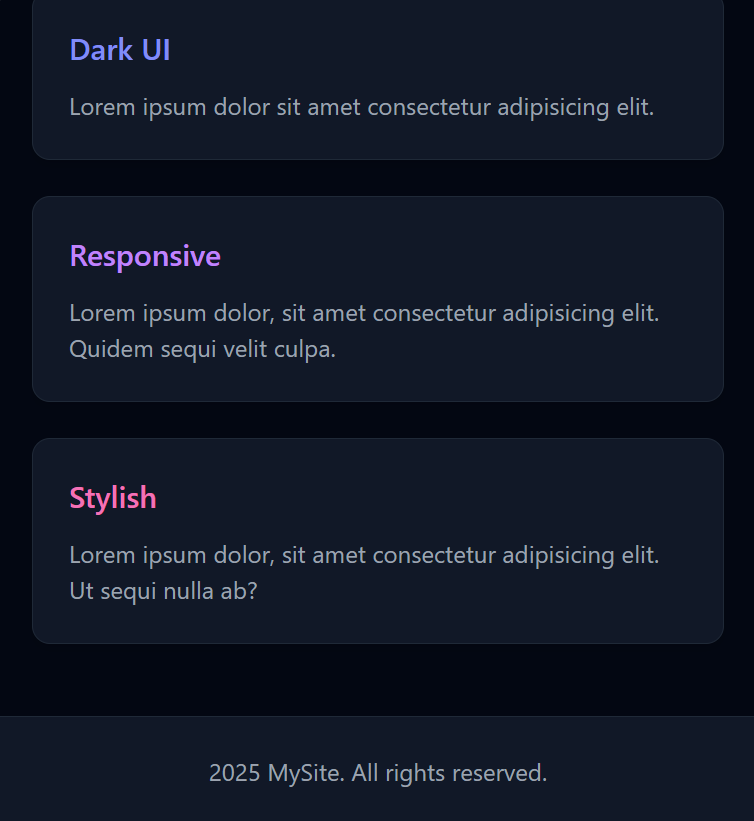 Dark UI
Lorem ipsum dolor sit amet consectetur adipisicing elit.
Responsive
Lorem ipsum dolor, sit amet consectetur adipisicing elit.
Quidem sequi velit culpa.
Stylish
Lorem ipsum dolor, sit amet consectetur adipisicing elit.
Ut sequi nulla ab?
2025 MySite. All rights reserved.